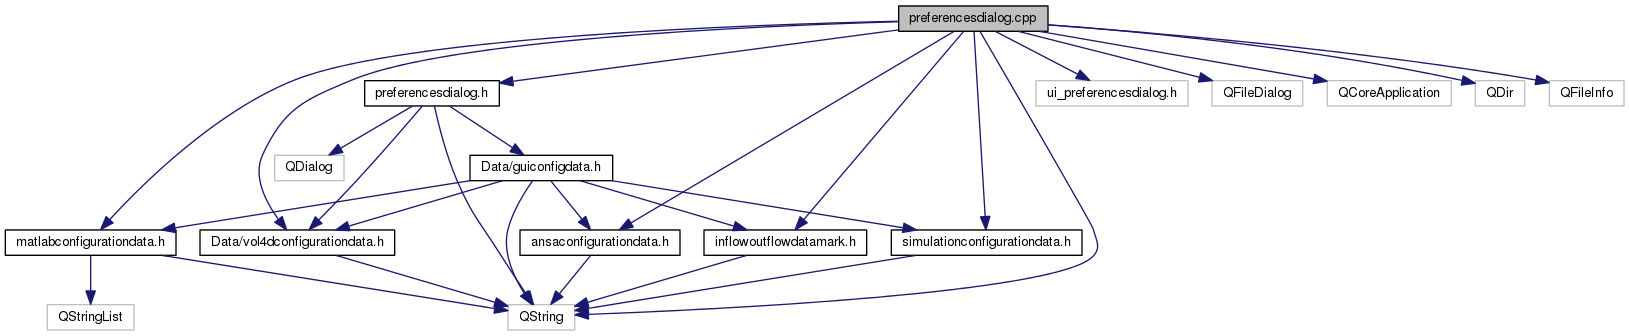 preferencesdialog.cpp
preferencesdialog.h
ui_preferencesdialog.h
QFileDialog
QCoreApplication
QDir
QFileInfo
QDialog
Data/guiconfigdata.h
matlabconfigurationdata.h
Data/vol4dconfigurationdata.h
ansaconfigurationdata.h
inflowoutflowdatamark.h
simulationconfigurationdata.h
QStringList
QString